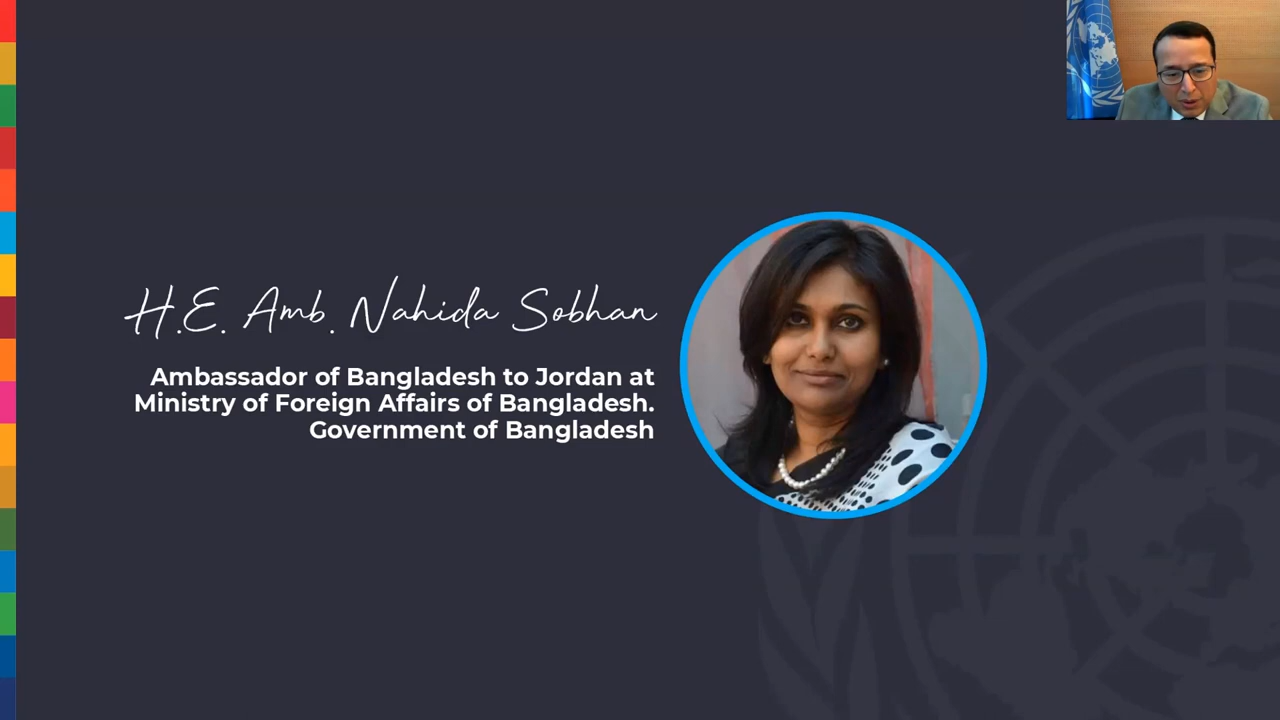 H.E. Amb. Nahida Sobhan
Ambassador of Bangladesh to Jordan at
Ministry of Foreign Affairs of Bangladesh.
Government of Bangladesh